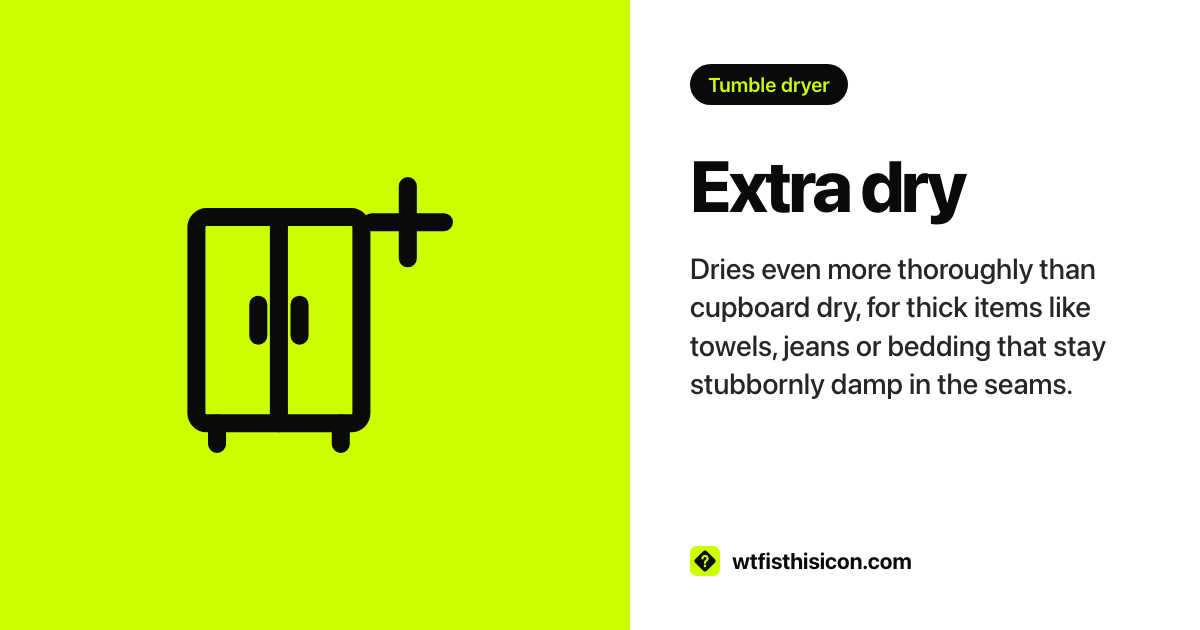 Tumble dryer
Extra dry
Dries even more thoroughly than
cupboard dry, for thick items like
towels, jeans or bedding that stay
stubbornly damp in the seams.
?
wtfisthisicon.com